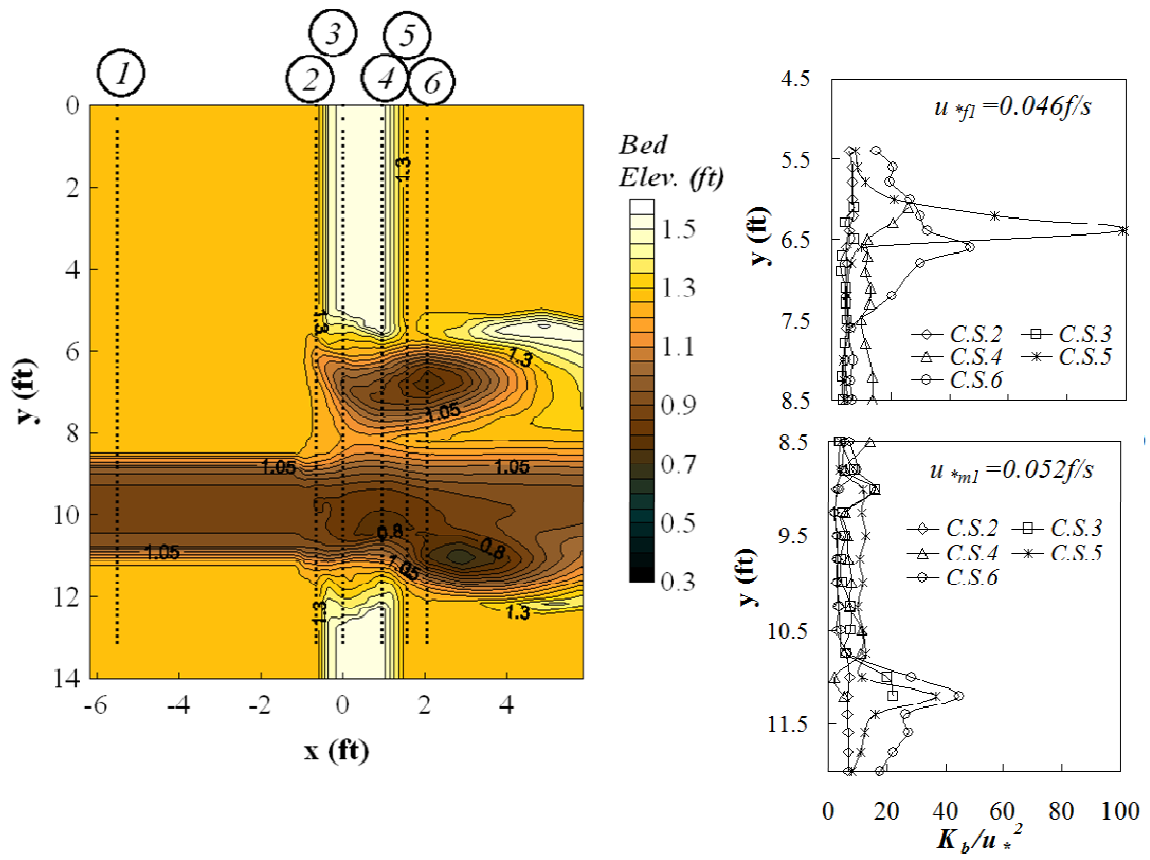 1 2 3 4 5 6
Bed
Elev. (ft)
1.5
1.3
1.1
0.9
0.7
0.5
0.3
0
2
4
6
8
10
12
14
y (ft)
-6 -4 -2 0 2 4
x (ft)
1.3
1.3
1.3
1.05
1.05
1.05
1.05
0.8
0.8
1.05
1.3
1.3
4.5
5.5
6.5
7.5
8.5
y (ft)
u*f1=0.046f/s
C.S.2 C.S.3
C.S.4 C.S.5
C.S.6
8.5
9.5
10.5
11.5
y (ft)
u*m1=0.052f/s
C.S.2 C.S.3
C.S.4 C.S.5
C.S.6
0 20 40 60 80 100
Kb/u*2